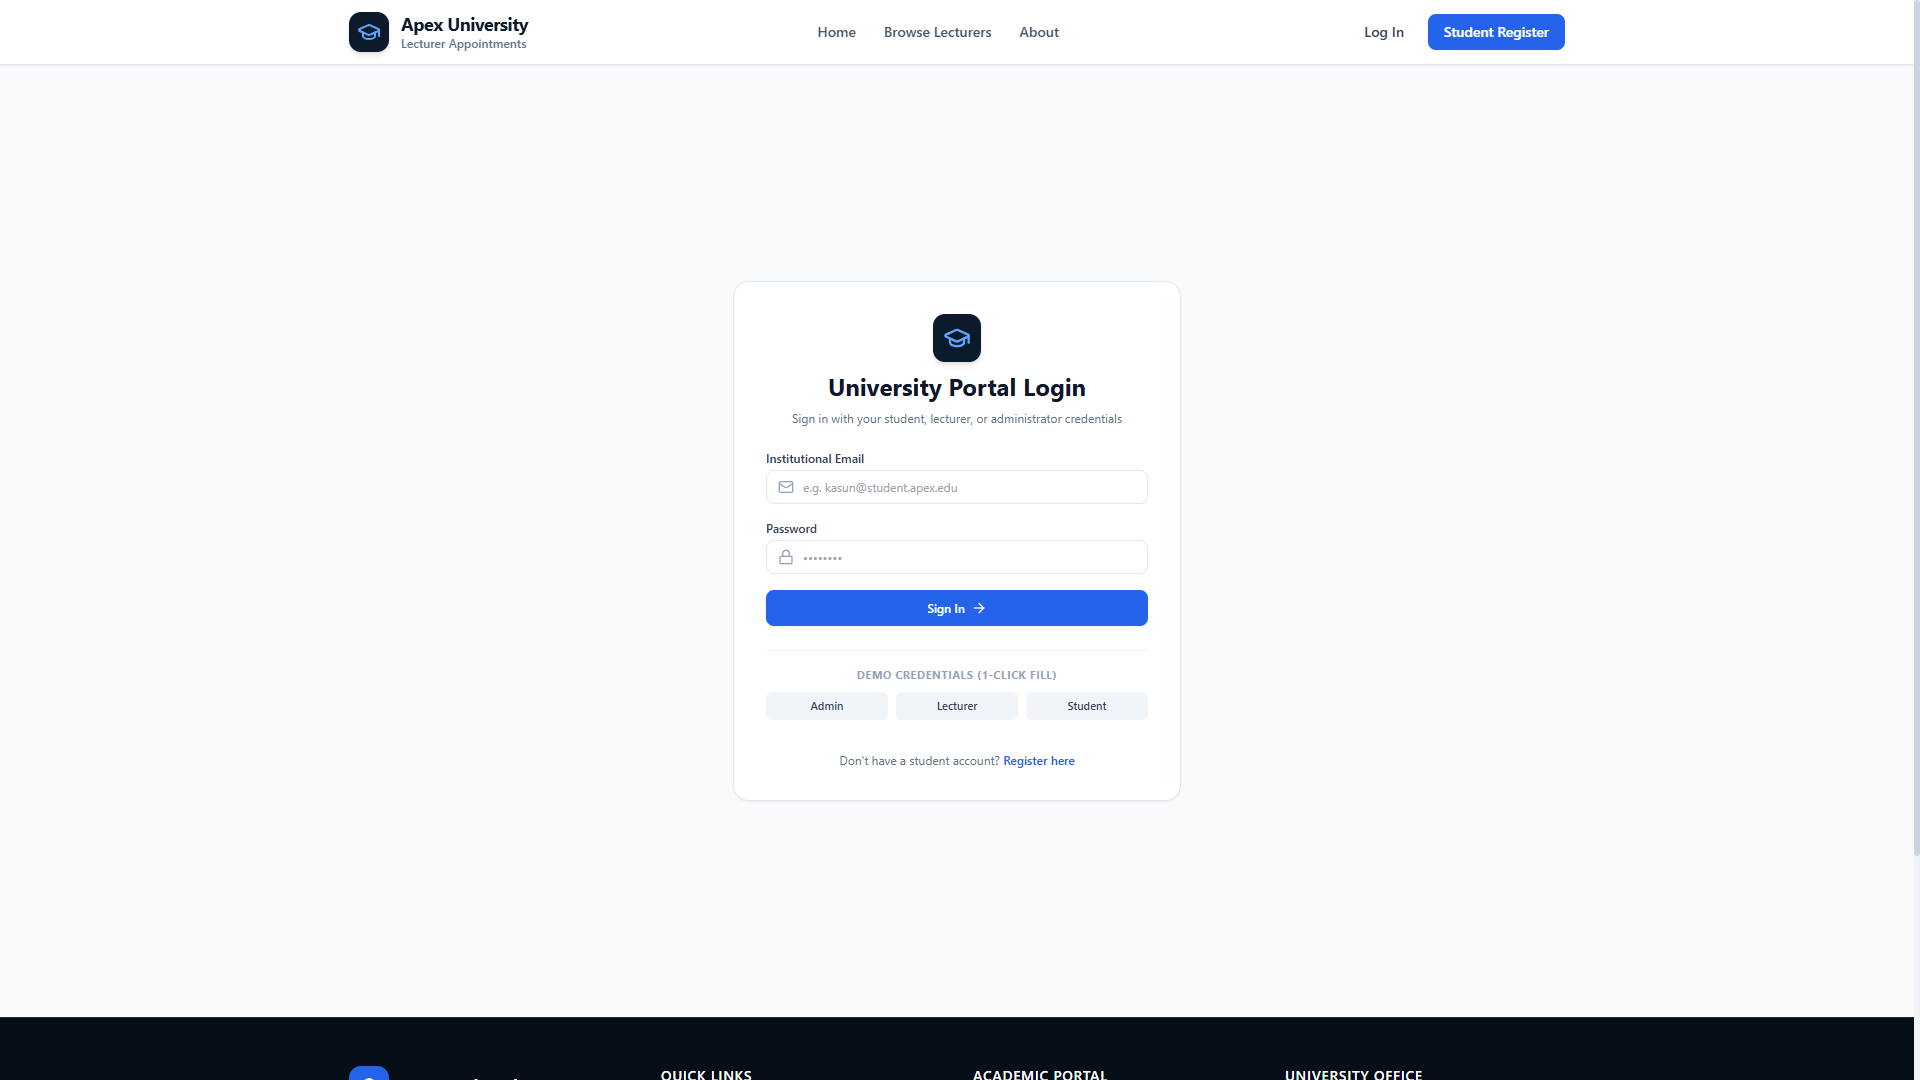 Apex University
Lecturer Appointments
Home
Browse Lecturers
About
Log In
Student Register
University Portal Login
Sign in with your student, lecturer, or administrator credentials
Institutional Email
e.g. kasun@student.apex.edu
Password
••••••••
Sign In
DEMO CREDENTIALS (1-CLICK FILL)
Admin
Lecturer
Student
Don't have a student account? Register here
QUICK LINKS
ACADEMIC PORTAL
UNIVERSITY OFFICE